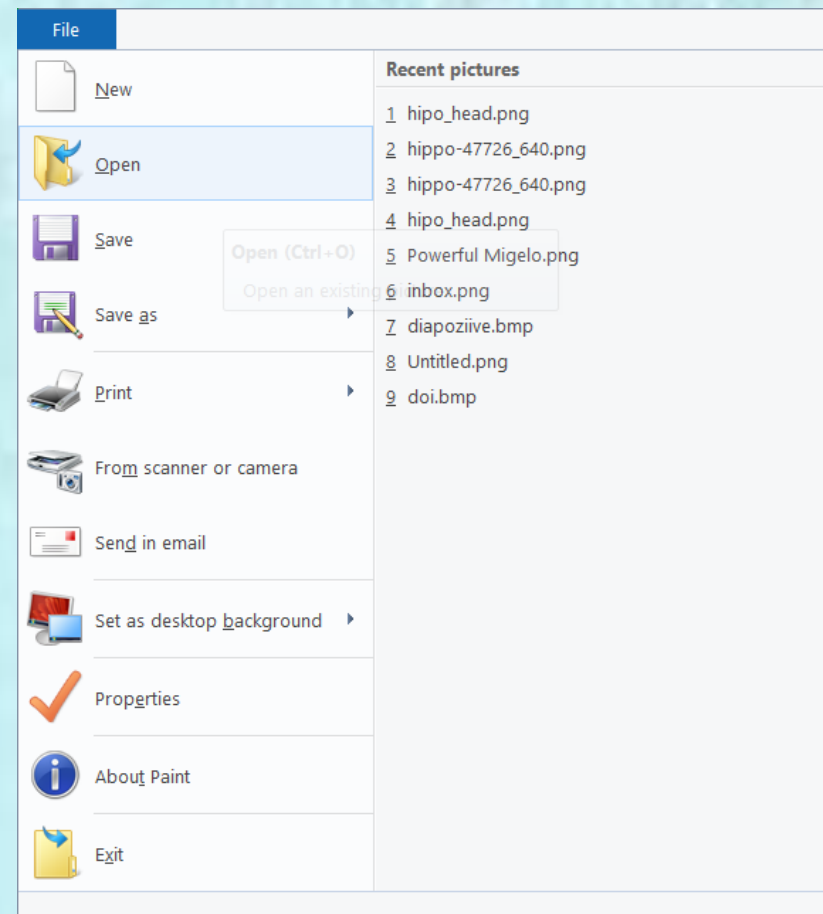 File
New
Open
Save
Save as
Print
From scanner or camera
Send in email
Set as desktop background
Properties
About Paint
Exit
Open (Ctrl+O)
Open an existing
Recent pictures
1 hipo_head.png
2 hippo-47726_640.png
3 hippo-47726_640.png
4 hipo_head.png
5 Powerful Migelo.png
6 inbox.png
7 diapoziive.bmp
8 Untitled.png
9 doi.bmp